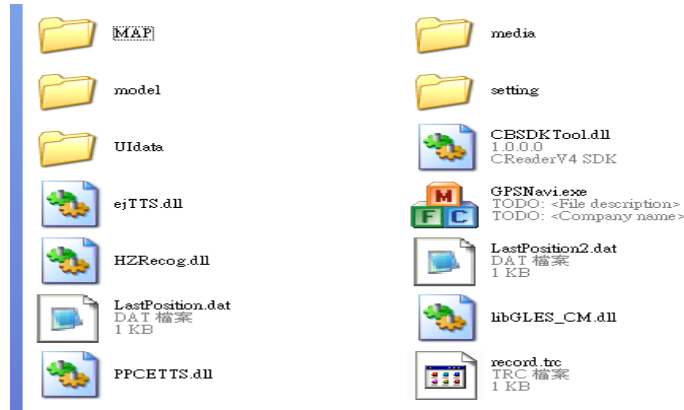 MAP
media
model
setting
UIdata
CBSDKTool.dll
1.0.0.0
CReaderV4 SDK
ejTTS.dll
GPSNavi.exe
TODO: <File description>
TODO: <Company name>
HZRecog.dll
LastPosition2.dat
DAT 檔案
1 KB
LastPosition.dat
DAT 檔案
1 KB
libGLES_CM.dll
PPCETTS.dll
record.trc
TRC 檔案
1 KB
M
F C